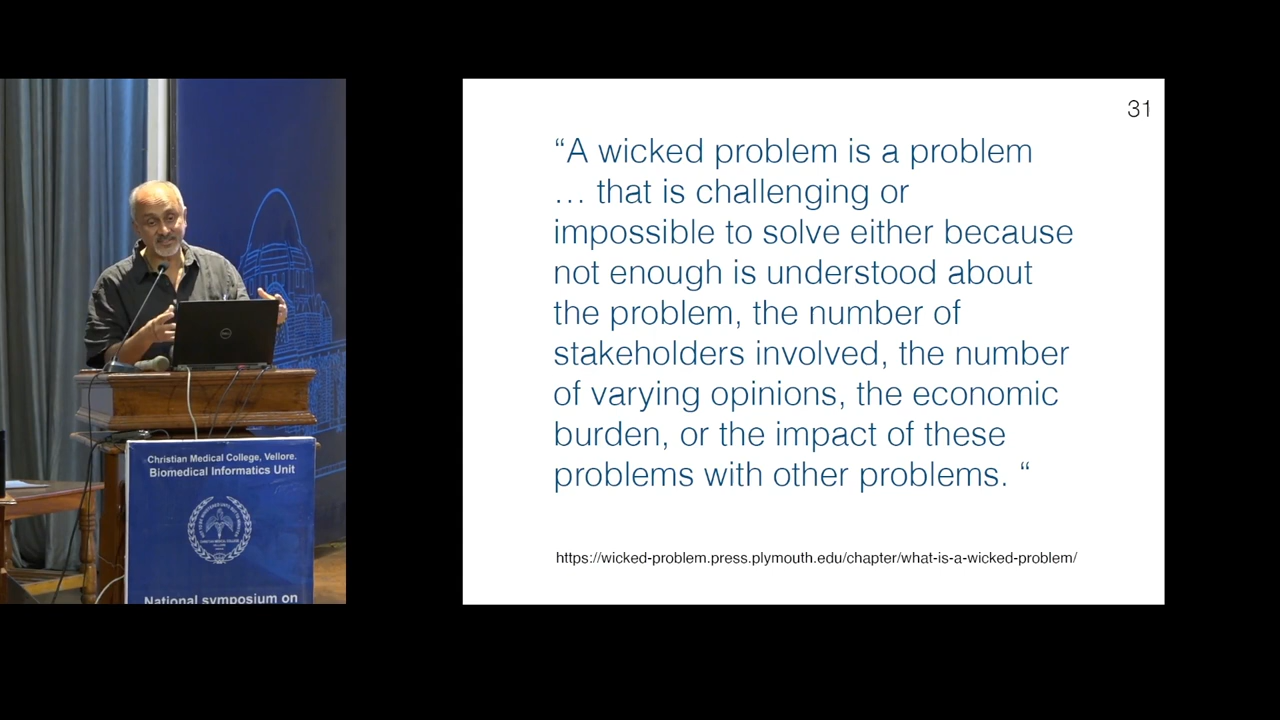 31
“A wicked problem is a problem
… that is challenging or
impossible to solve either because
not enough is understood about
the problem, the number of
stakeholders involved, the number
of varying opinions, the economic
burden, or the impact of these
problems with other problems. “
https://wicked-problem.press.plymouth.edu/chapter/what-is-a-wicked-problem/
Christian Medical College, Vellore.
Biomedical Informatics Unit
National symposium on